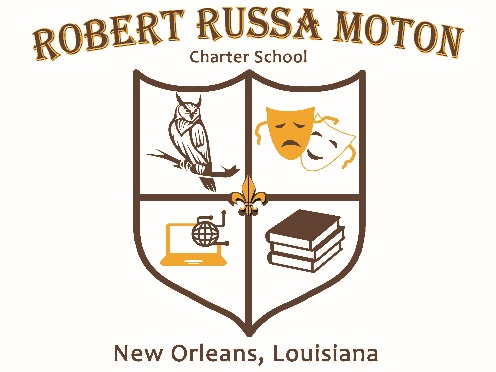 ROBERT RUSSA MOTON
Charter School
New Orleans, Louisiana